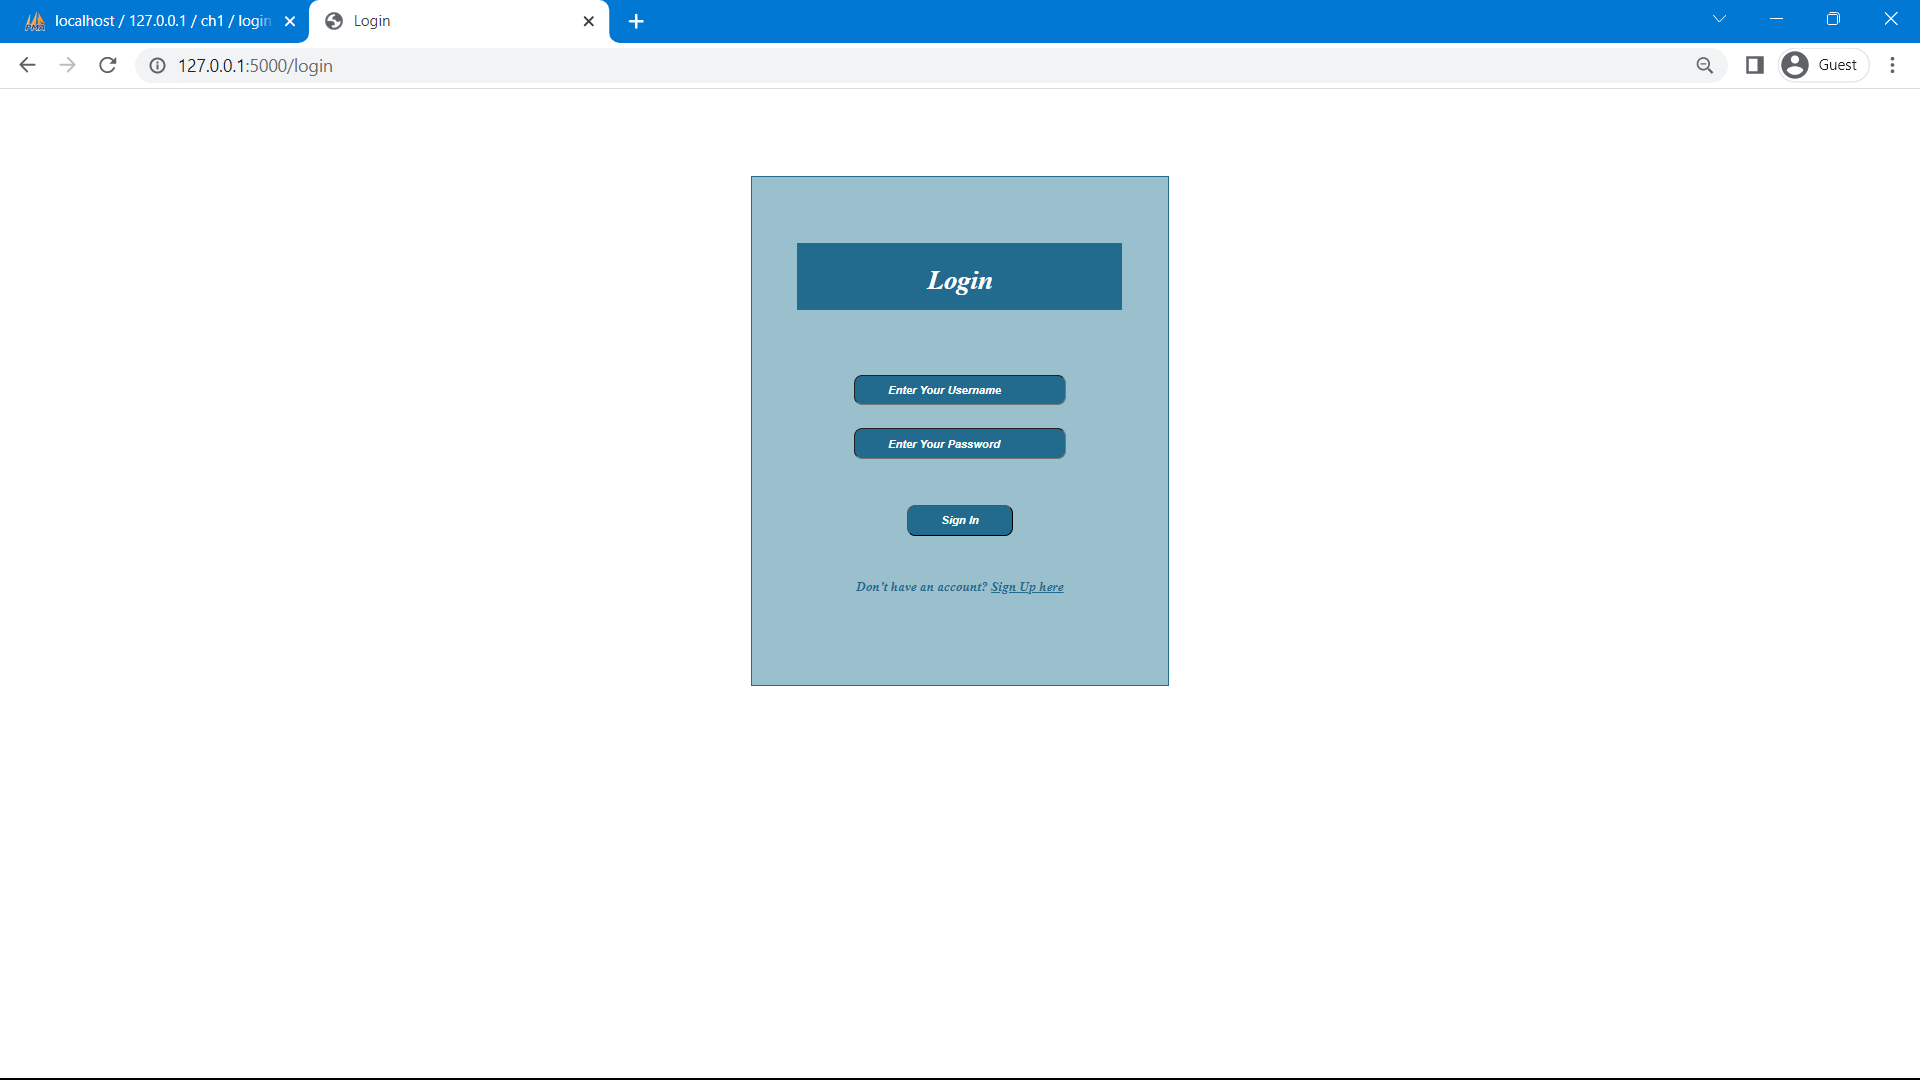 localhost / 127.0.0.1 / ch1 / login
Login
127.0.0.1:5000/login
Guest
Login
Enter Your Username
Enter Your Password
Sign In
Don't have an account? Sign Up here